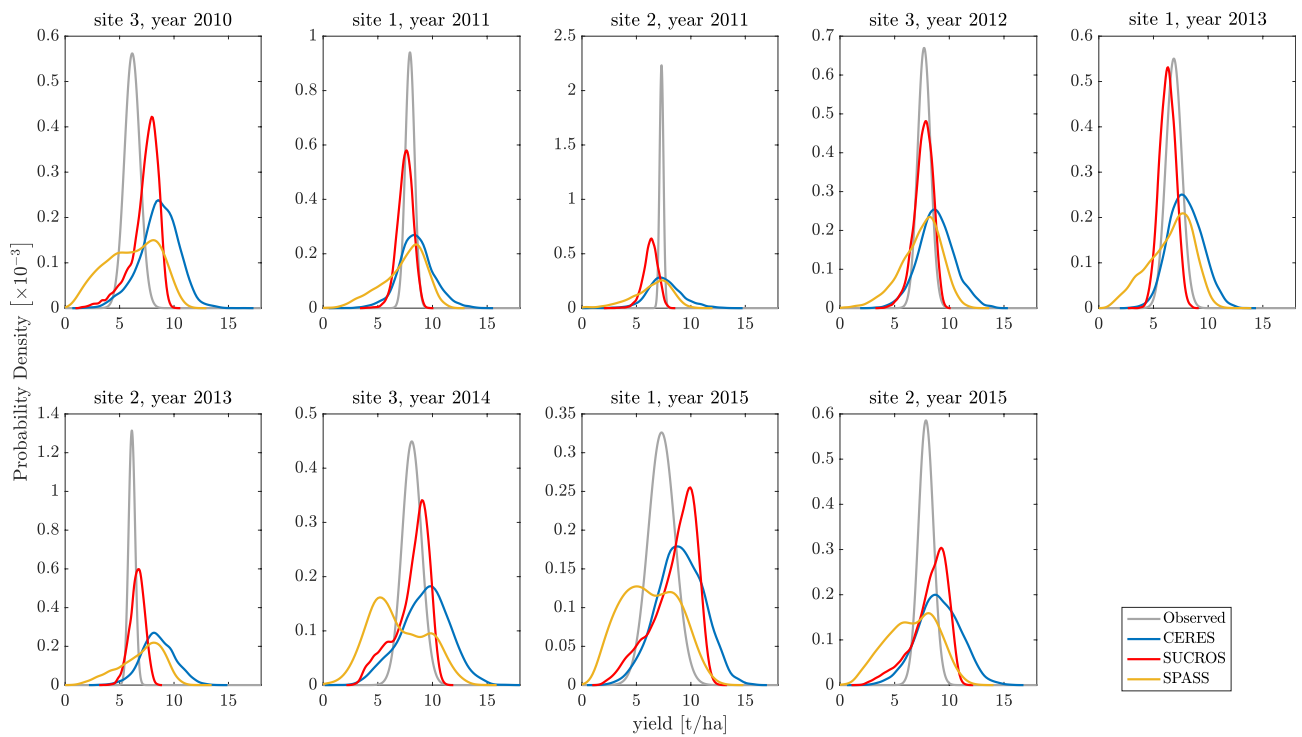 site 3, year 2010
site 1, year 2011
site 2, year 2011
site 3, year 2012
site 1, year 2013
0.6
0.5
0.4
0.3
0.2
0.1
0
0 5 10 15
1
0.8
0.6
0.4
0.2
0
0 5 10 15
2.5
2
1.5
1
0.5
0
0 5 10 15
0.7
0.6
0.5
0.4
0.3
0.2
0.1
0
0 5 10 15
0.6
0.5
0.4
0.3
0.2
0.1
0
0 5 10 15
Probability Density [×10−3]
site 2, year 2013
site 3, year 2014
site 1, year 2015
site 2, year 2015
1.4
1.2
1
0.8
0.6
0.4
0.2
0
0 5 10 15
0.5
0.4
0.3
0.2
0.1
0
0 5 10 15
0.35
0.3
0.25
0.2
0.15
0.1
0.05
0
0 5 10 15
0.6
0.5
0.4
0.3
0.2
0.1
0
0 5 10 15
yield [t/ha]
Observed
CERES
SUCROS
SPASS